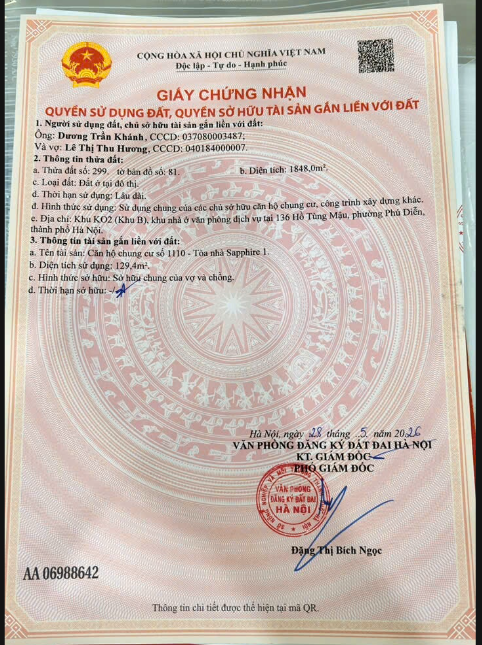 CỘNG HÒA XÃ HỘI CHỦ NGHĨA VIỆT NAM
Độc lập - Tự do - Hạnh phúc
GIẤY CHỨNG NHẬN
QUYỀN SỬ DỤNG ĐẤT, QUYỀN SỞ HỮU TÀI SẢN GẮN LIỀN VỚI ĐẤT
1. Người sử dụng đất, chủ sở hữu tài sản gắn liền với đất:
Ông: Dương Trần Khánh, CCCD: 037080003487;
Và vợ: Lê Thị Thu Hương, CCCD: 040184000007.
2. Thông tin thửa đất:
a. Thửa đất số: 299. tờ bản đồ số: 81. b. Diện tích: 1848,0m².
c. Loại đất: Đất ở tại đô thị.
d. Thời hạn sử dụng: Lâu dài.
đ. Hình thức sử dụng: Sử dụng chung của các chủ sở hữu căn hộ chung cư, công trình xây dựng khác.
e. Địa chỉ: Khu KO2 (Khu B), khu nhà ở văn phòng dịch vụ tại 136 Hồ Tùng Mậu, phường Phú Diễn,
thành phố Hà Nội.
3. Thông tin tài sản gắn liền với đất:
a. Tên tài sản: Căn hộ chung cư số 1110 - Tòa nhà Sapphire 1.
b. Diện tích sử dụng: 129,4m².
c. Hình thức sở hữu: Sở hữu chung của vợ và chồng.
d. Thời hạn sở hữu: -/-
Hà Nội, ngày 28 tháng 5 năm 2026
VĂN PHÒNG ĐĂNG KÝ ĐẤT ĐAI HÀ NỘI
KT. GIÁM ĐỐC
PHÓ GIÁM ĐỐC
VĂN PHÒNG
ĐĂNG KÝ ĐẤT ĐAI
HÀ NỘI
Đặng Thị Bích Ngọc
AA 06988642
Thông tin chi tiết được thể hiện tại mã QR.